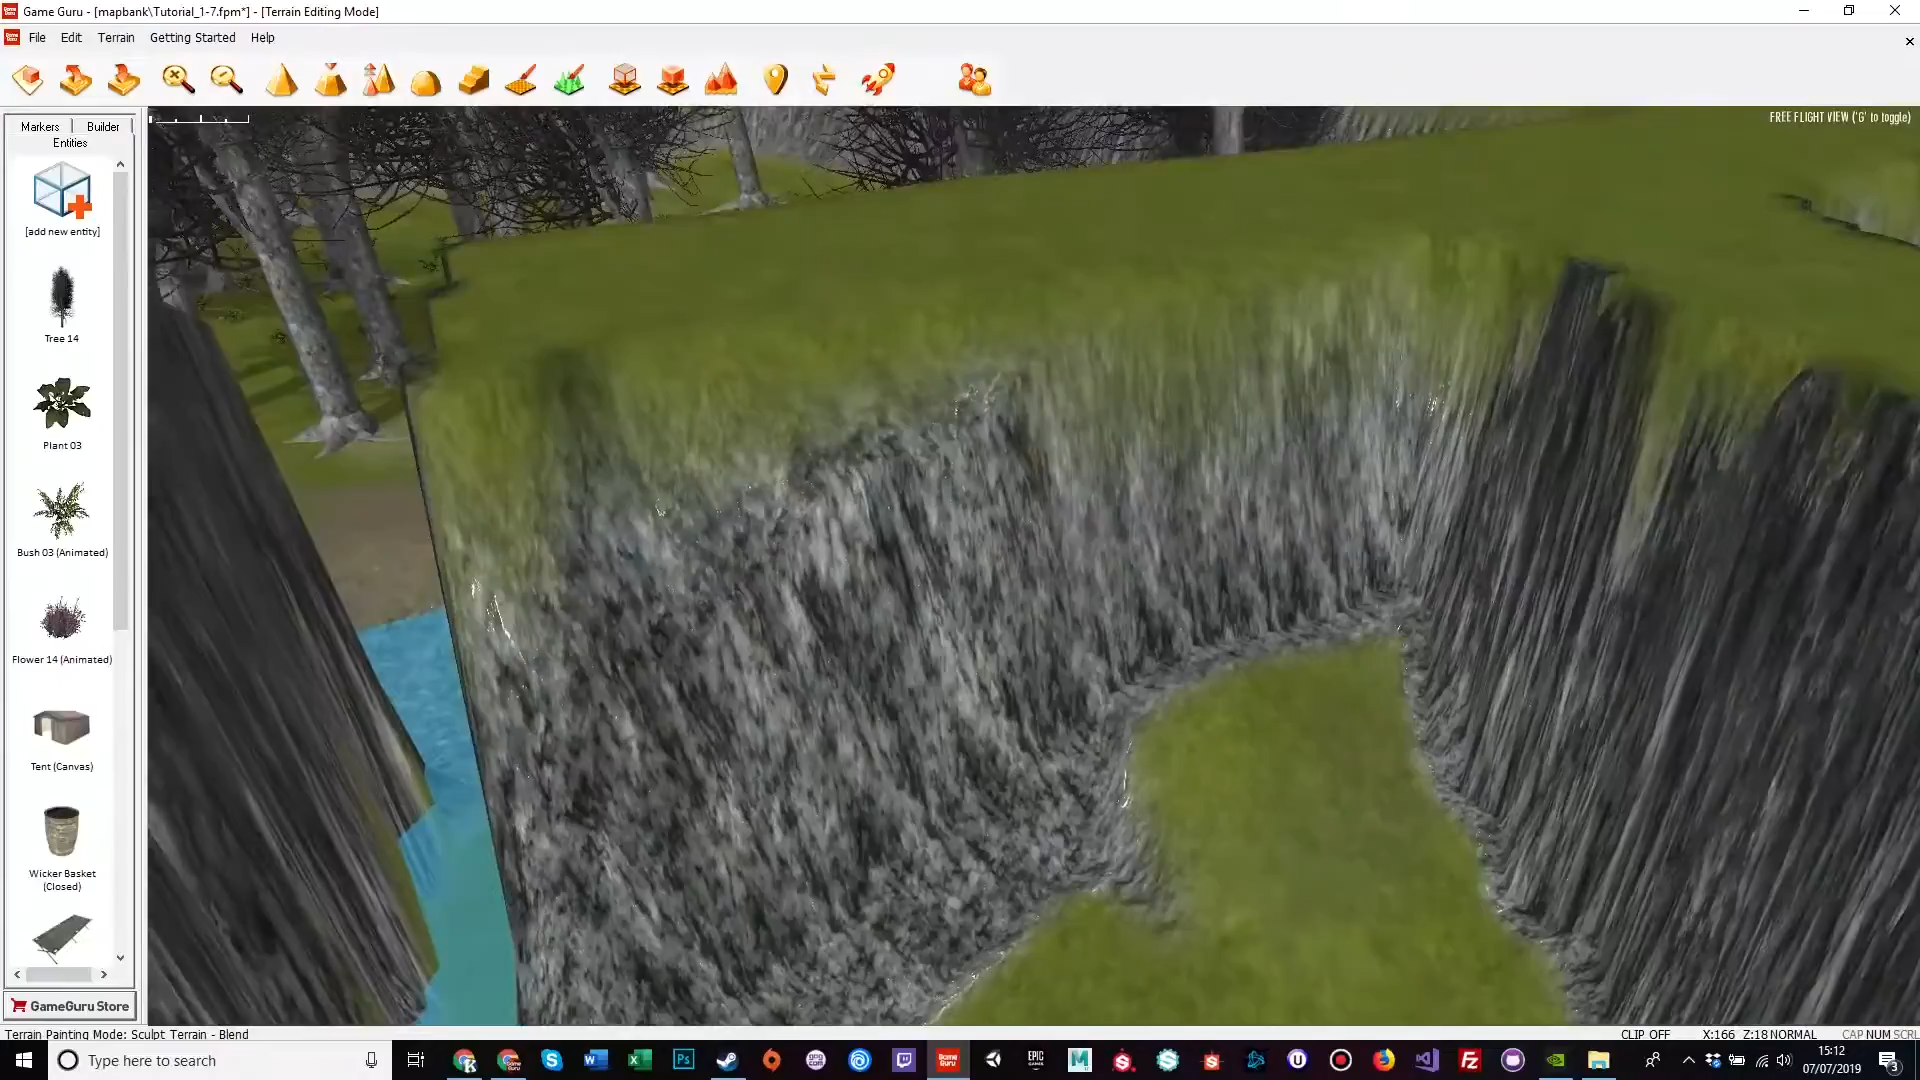 Game Guru - [mapbank\Tutorial_1-7.fpm*] - [Terrain Editing Mode]
File Edit Terrain Getting Started Help
FREE FLIGHT VIEW ('G' to toggle)
Markers Builder
Entities
[add new entity]
Tree 14
Plant 03
Bush 03 (Animated)
Flower 14 (Animated)
Tent (Canvas)
Wicker Basket
(Closed)
GameGuru Store
Terrain Painting Mode: Sculpt Terrain - Blend
CLIP OFF X:166 Z:18 NORMAL CAP NUM SCRL
Type here to search
15:12
07/07/2019
3